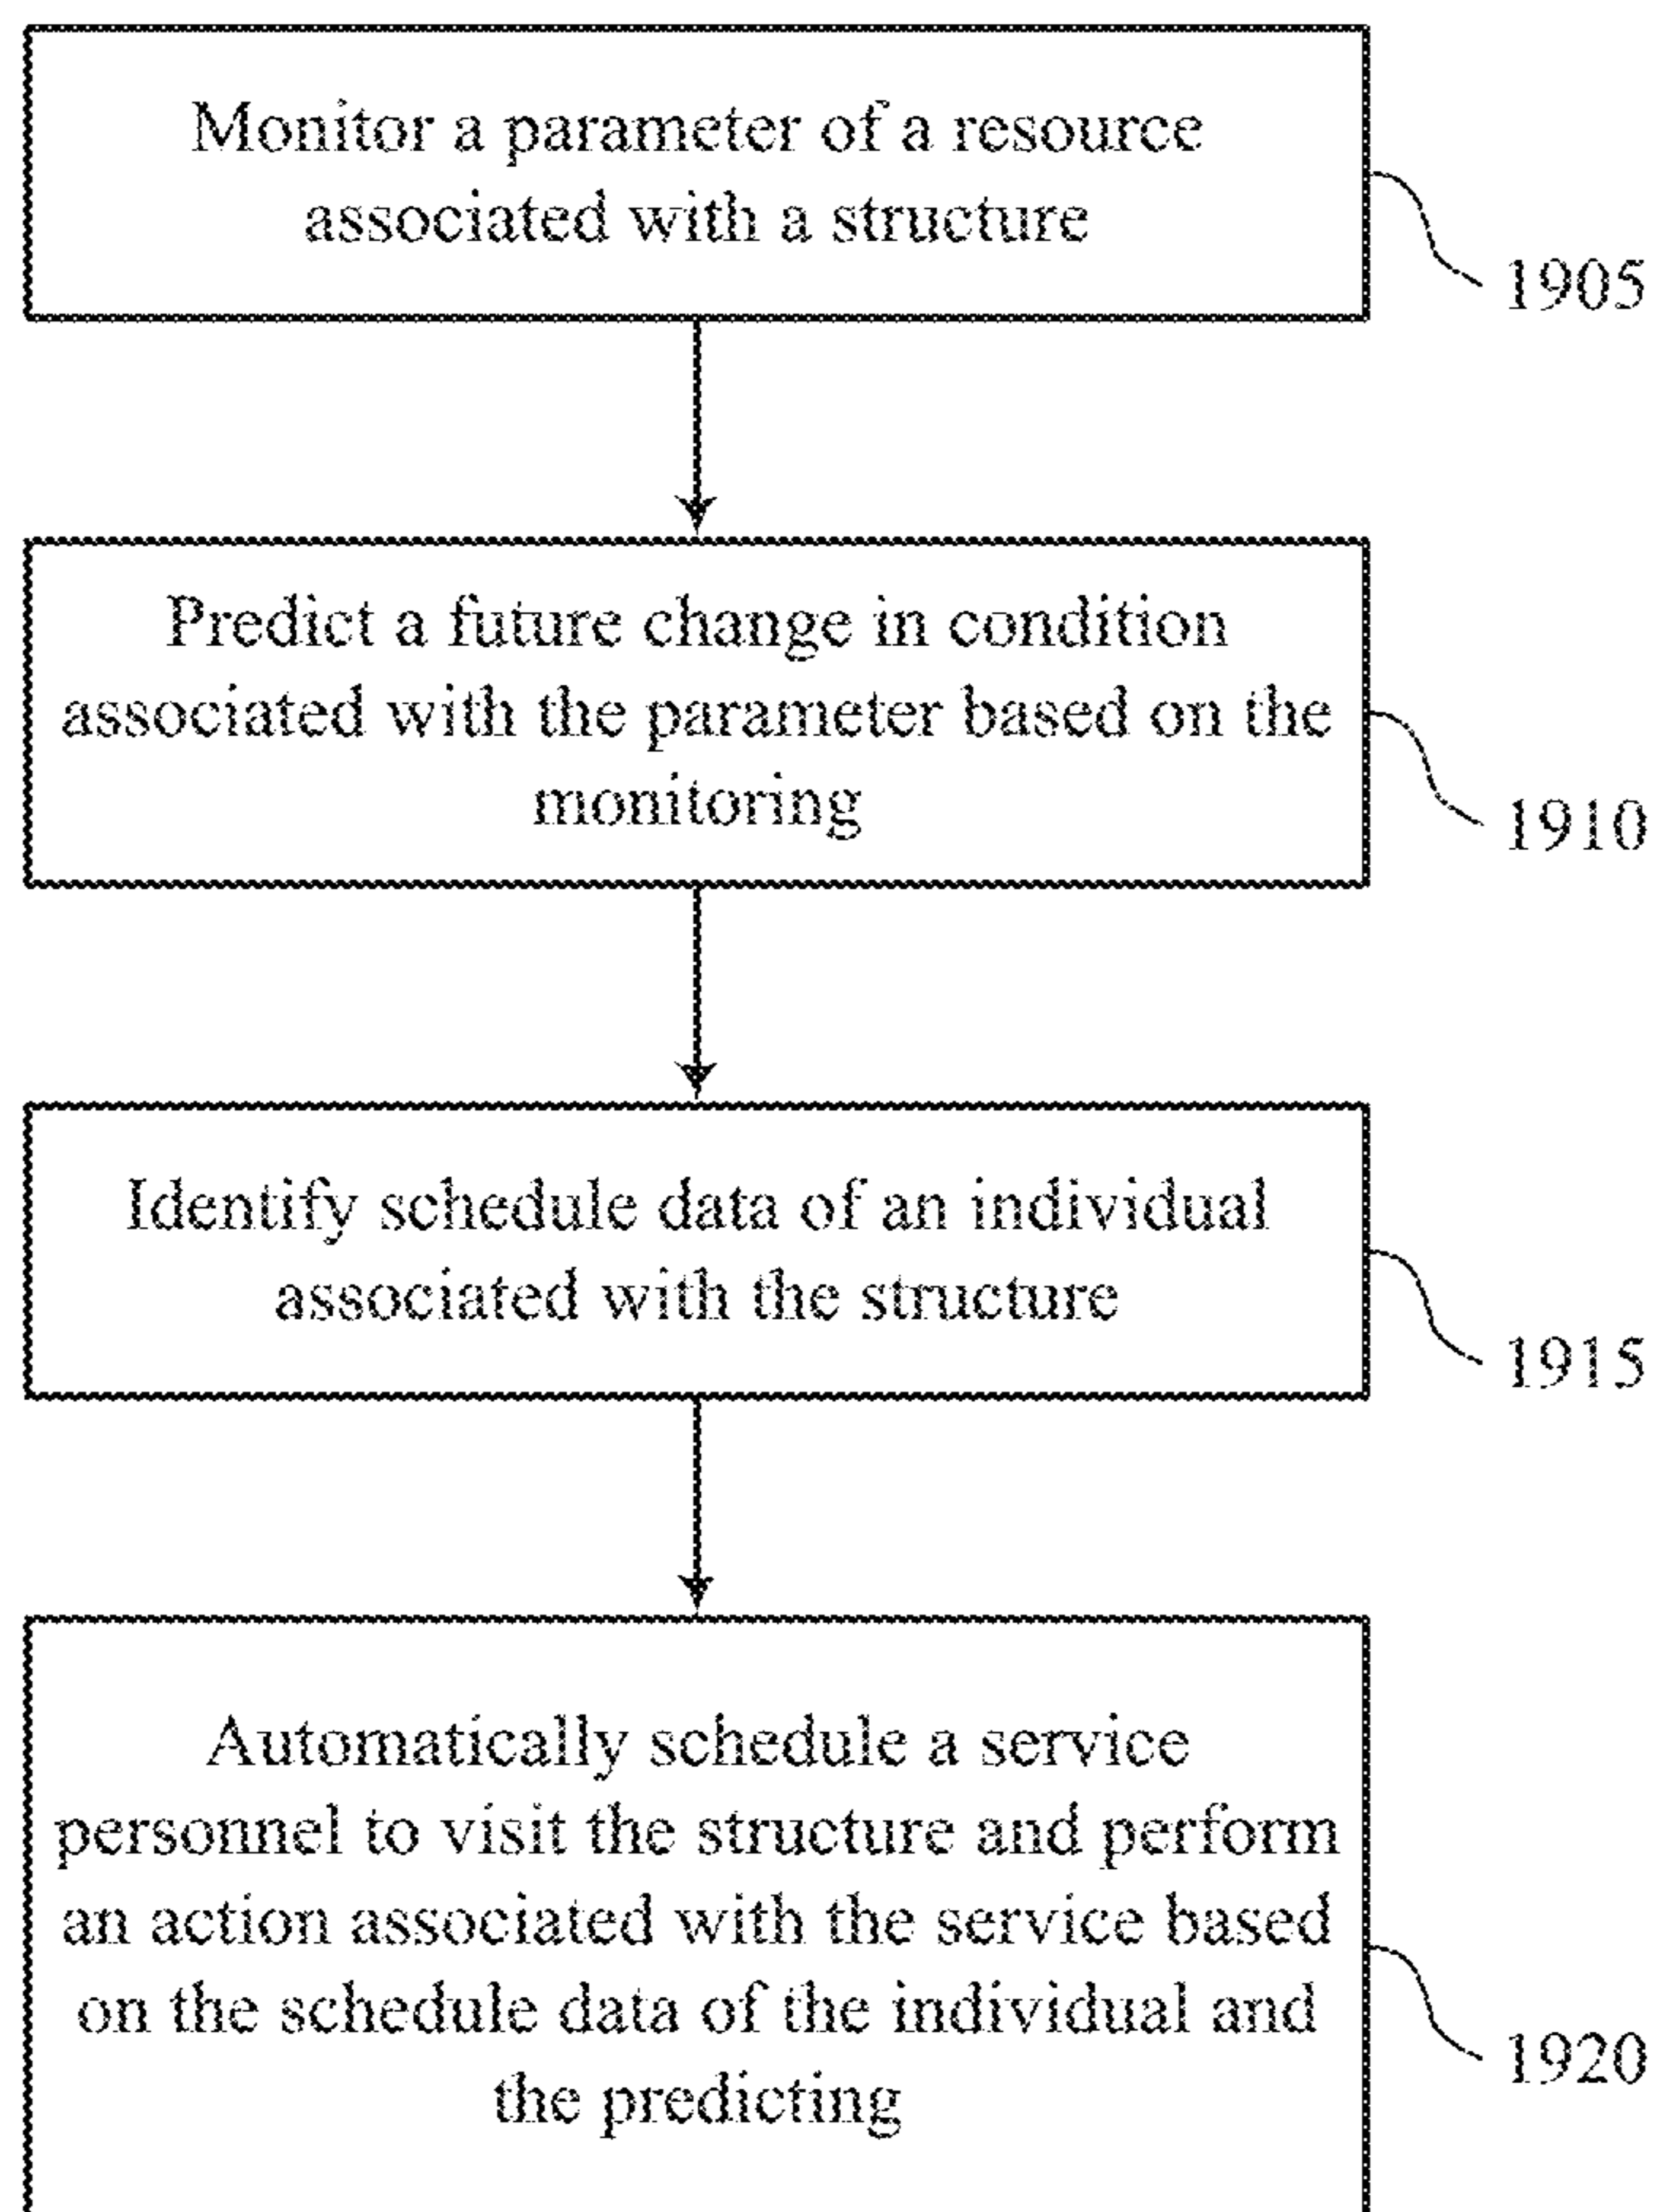 Monitor a parameter of a resource
associated with a structure
1905
Predict a future change in condition
associated with the parameter based on the
monitoring
1910
Identify schedule data of an individual
associated with the structure
1915
Automatically schedule a service
personnel to visit the structure and perform
an action associated with the service based
on the schedule data of the individual and
the predicting
1920